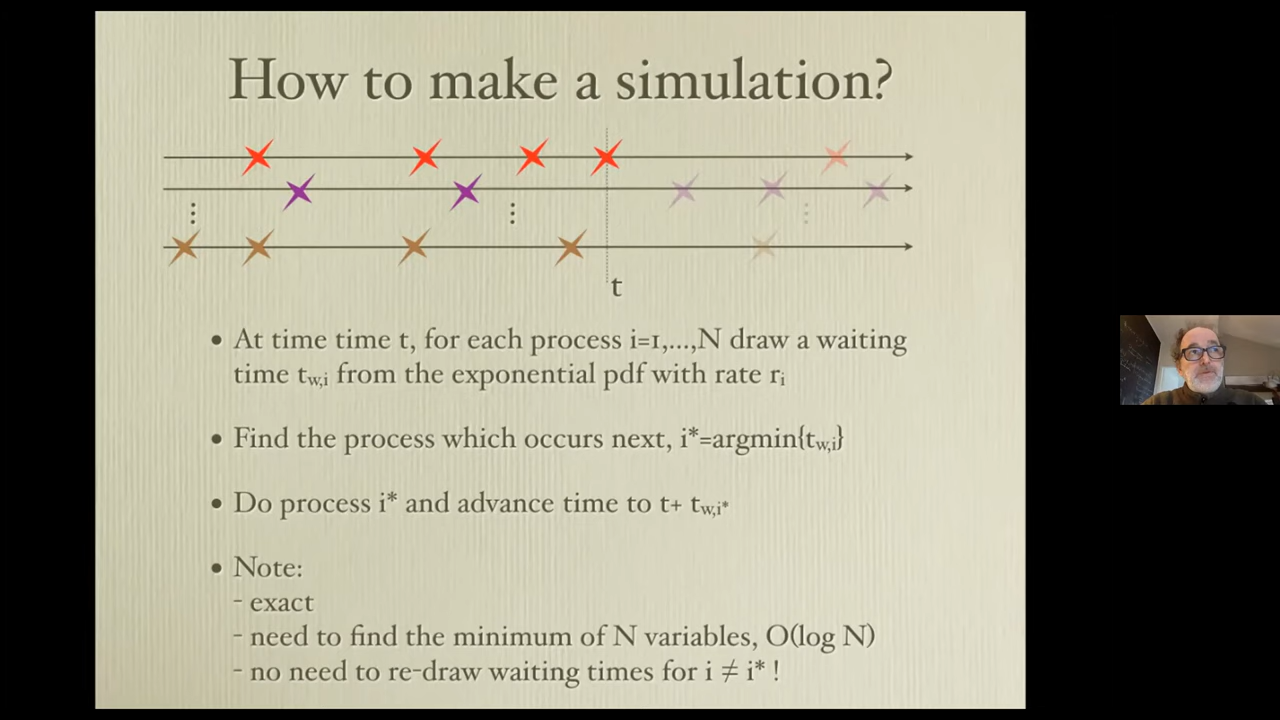 How to make a simulation?
t
• At time time t, for each process i=1,...,N draw a waiting
time tw,i from the exponential pdf with rate ri
• Find the process which occurs next, i*=argmin{tw,i}
• Do process i* and advance time to t+ tw,i*
• Note:
- exact
- need to find the minimum of N variables, O(log N)
- no need to re-draw waiting times for i ≠ i* !